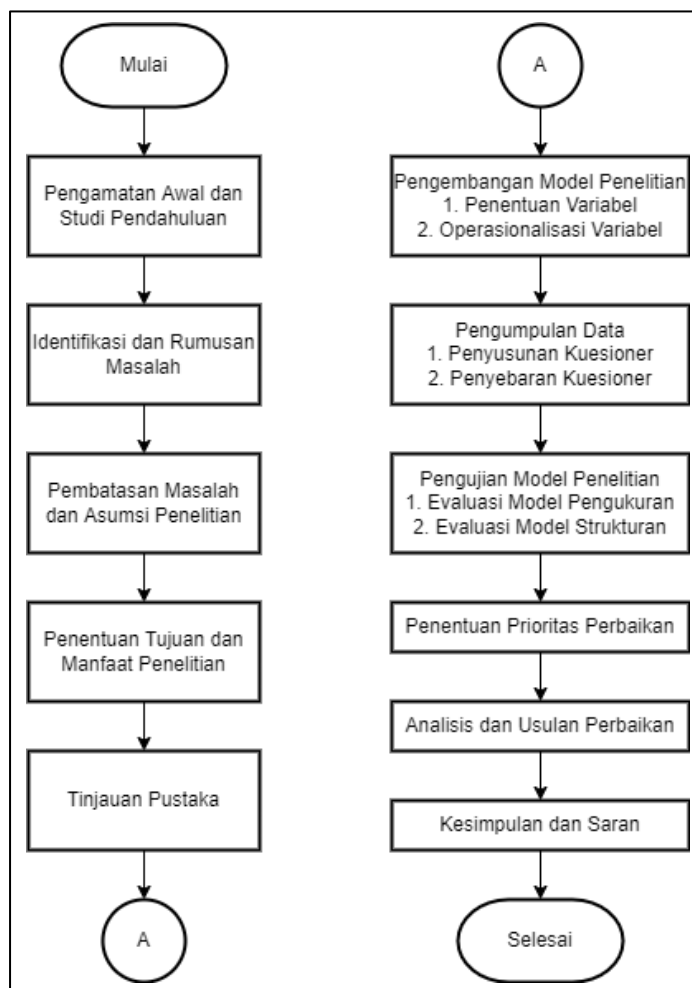 Mulai
Pengamatan Awal dan
Studi Pendahuluan
Identifikasi dan Rumusan
Masalah
Pembatasan Masalah
dan Asumsi Penelitian
Penentuan Tujuan dan
Manfaat Penelitian
Tinjauan Pustaka
A
A
Pengembangan Model Penelitian
1. Penentuan Variabel
2. Operasionalisasi Variabel
Pengumpulan Data
1. Penyusunan Kuesioner
2. Penyebaran Kuesioner
Pengujian Model Penelitian
1. Evaluasi Model Pengukuran
2. Evaluasi Model Strukturan
Penentuan Prioritas Perbaikan
Analisis dan Usulan Perbaikan
Kesimpulan dan Saran
Selesai